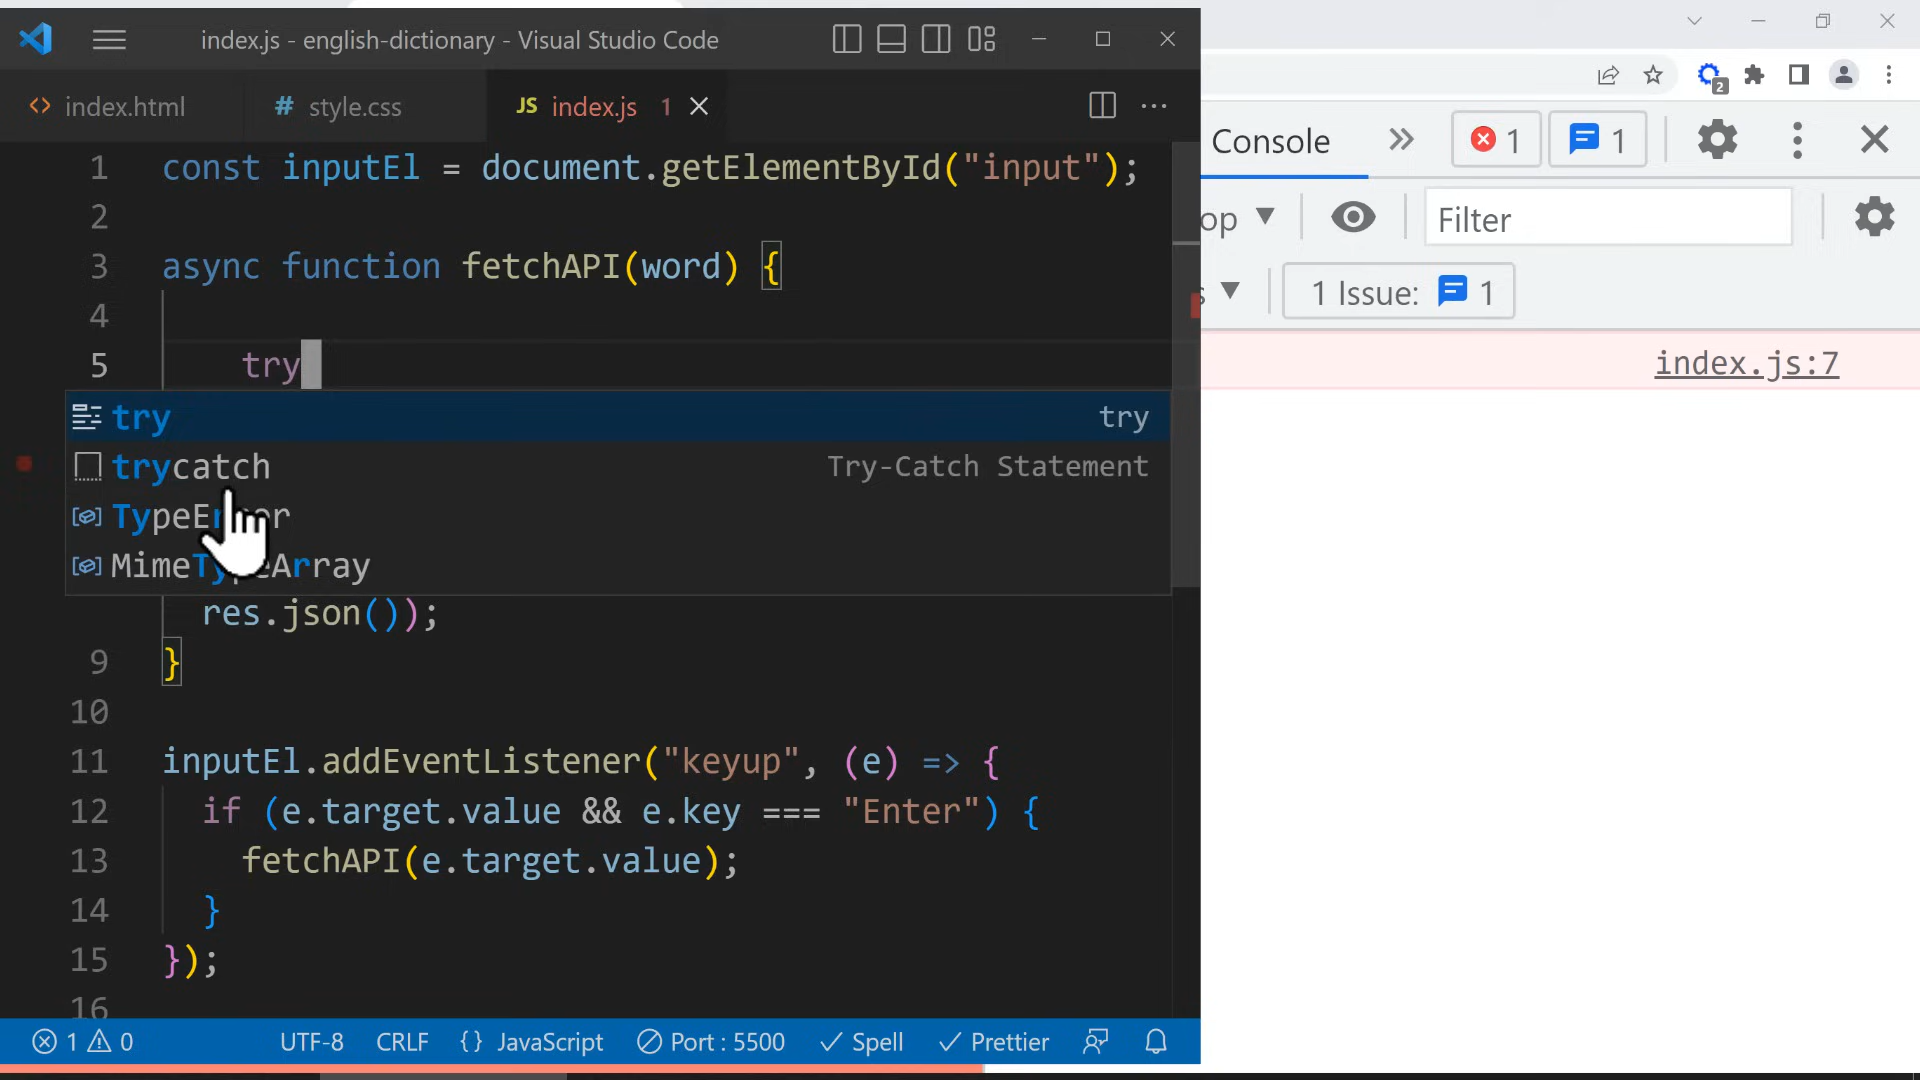 index.js - english-dictionary - Visual Studio Code
index.html
# style.css
JS index.js 1
1 const inputEl = document.getElementById("input");
2
3 async function fetchAPI(word) {
4
5 try
try try
trycatch Try-Catch Statement
MimeTypeArray
res.json());
9 }
10
11 inputEl.addEventListener("keyup", (e) => {
12 if (e.target.value && e.key === "Enter") {
13 fetchAPI(e.target.value);
14 }
15 });
16
1 0 UTF-8 CRLF {} JavaScript Port : 5500 Spell Prettier
2
Console 1 1
op Filter
s 1 Issue: 1
index.js:7